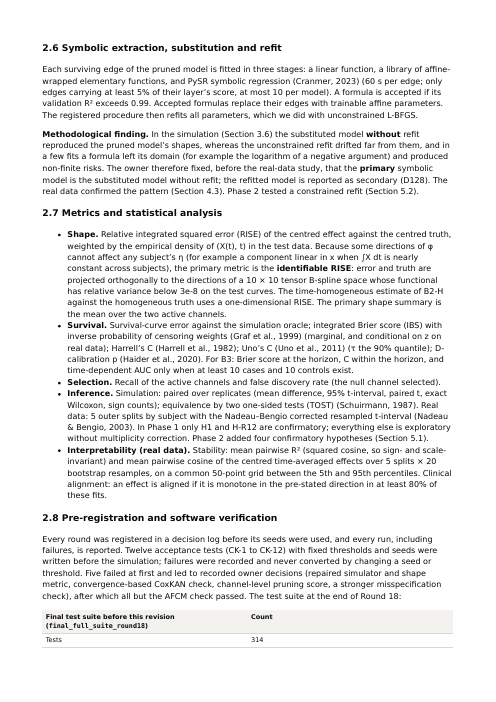 2.6 Symbolic extraction, substitution and refit
Each surviving edge of the pruned model is fitted in three stages: a linear function, a library of affine-
wrapped elementary functions, and PySR symbolic regression (Cranmer, 2023) (60 s per edge; only
edges carrying at least 5% of their layer's score, at most 10 per model). A formula is accepted if its
validation R² exceeds 0.99. Accepted formulas replace their edges with trainable affine parameters.
The registered procedure then refits all parameters, which we did with unconstrained L-BFGS.
Methodological finding. In the simulation (Section 3.6) the substituted model without refit
reproduced the pruned model's shapes, whereas the unconstrained refit drifted far from them, and in
a few fits a formula left its domain (for example the logarithm of a negative argument) and produced
non-finite risks. The owner therefore fixed, before the real-data study, that the primary symbolic
model is the substituted model without refit; the refitted model is reported as secondary (D128). The
real data confirmed the pattern (Section 4.3). Phase 2 tested a constrained refit (Section 5.2).
2.7 Metrics and statistical analysis
• Shape. Relative integrated squared error (RISE) of the centred effect against the centred truth,
weighted by the empirical density of (X(t), t) in the test data. Because some directions of φ
cannot affect any subject's η (for example a component linear in x when ∫X dt is nearly
constant across subjects), the primary metric is the identifiable RISE: error and truth are
projected orthogonally to the directions of a 10 × 10 tensor B-spline space whose functional
has relative variance below 3e-8 on the test curves. The time-homogeneous estimate of B2-H
against the homogeneous truth uses a one-dimensional RISE. The primary shape summary is
the mean over the two active channels.
• Survival. Survival-curve error against the simulation oracle; integrated Brier score (IBS) with
inverse probability of censoring weights (Graf et al., 1999) (marginal, and conditional on z on
real data); Harrell's C (Harrell et al., 1982); Uno's C (Uno et al., 2011) (τ the 90% quantile); D-
calibration p (Haider et al., 2020). For B3: Brier score at the horizon, C within the horizon, and
time-dependent AUC only when at least 10 cases and 10 controls exist.
• Selection. Recall of the active channels and false discovery rate (the null channel selected).
• Inference. Simulation: paired over replicates (mean difference, 95% t-interval, paired t, exact
Wilcoxon, sign counts); equivalence by two one-sided tests (TOST) (Schuirmann, 1987). Real
data: 5 outer splits by subject with the Nadeau-Bengio corrected resampled t-interval (Nadeau
& Bengio, 2003). In Phase 1 only H1 and H-R12 are confirmatory; everything else is exploratory
without multiplicity correction. Phase 2 added four confirmatory hypotheses (Section 5.1).
• Interpretability (real data). Stability: mean pairwise R² (squared cosine, so sign- and scale-
invariant) and mean pairwise cosine of the centred time-averaged effects over 5 splits × 20
bootstrap resamples, on a common 50-point grid between the 5th and 95th percentiles. Clinical
alignment: an effect is aligned if it is monotone in the pre-stated direction in at least 80% of
these fits.
2.8 Pre-registration and software verification
Every round was registered in a decision log before its seeds were used, and every run, including
failures, is reported. Twelve acceptance tests (CK-1 to CK-12) with fixed thresholds and seeds were
written before the simulation; failures were recorded and never converted by changing a seed or
threshold. Five failed at first and led to recorded owner decisions (repaired simulator and shape
metric, convergence-based CoxKAN check, channel-level pruning score, a stronger misspecification
check), after which all but the AFCM check passed. The test suite at the end of Round 18:
Final test suite before this revision Count
(final_full_suite_round18)
Tests 314